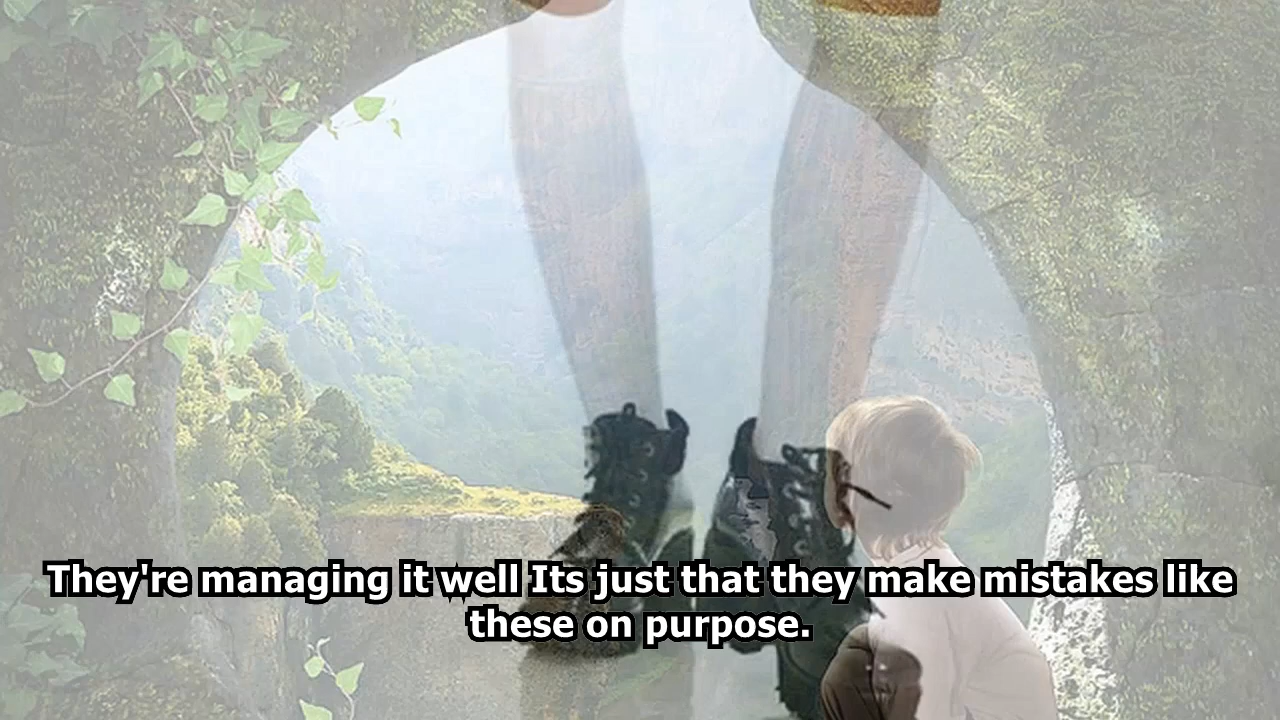 They're managing it well Its just that they make mistakes like
these on purpose.